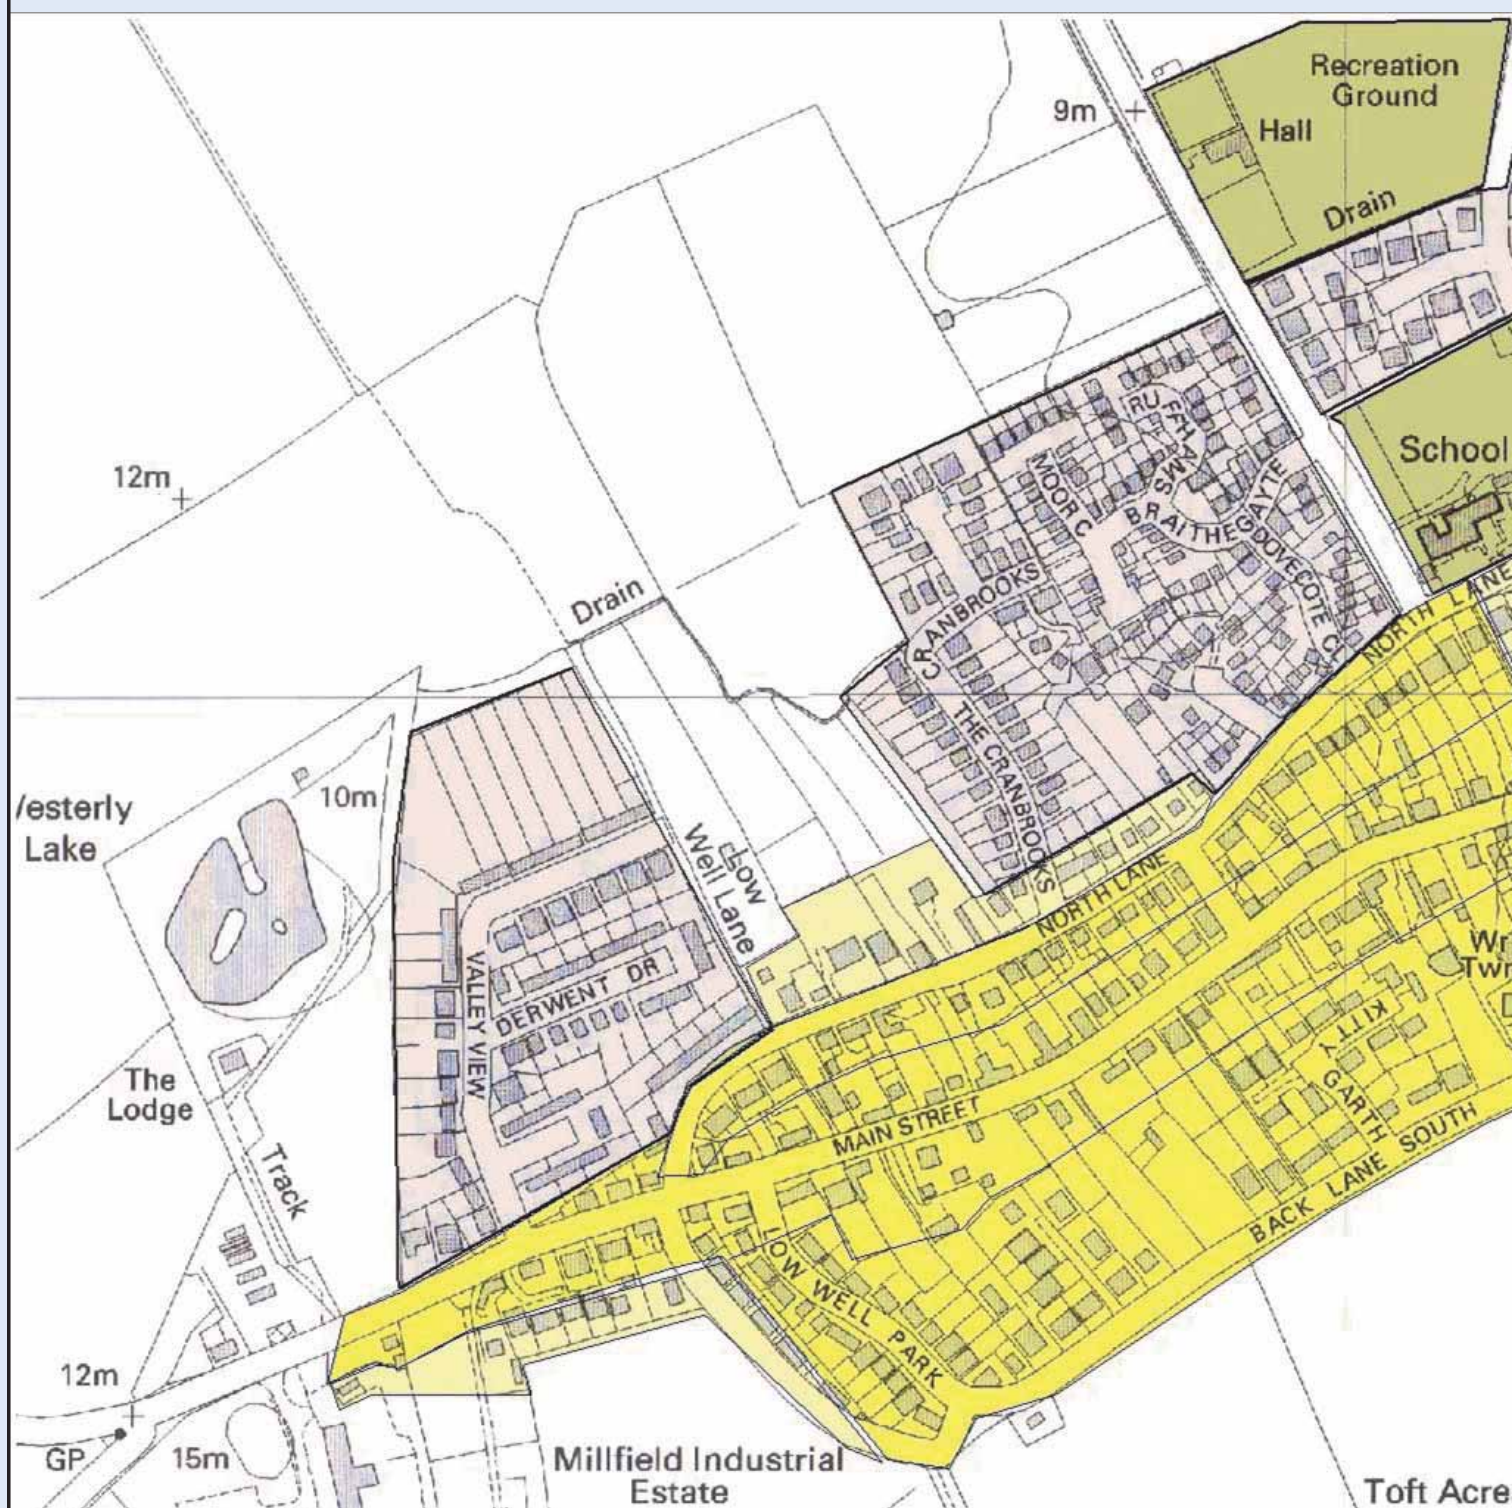 Recreation
Ground
9m
Hall
Drain
RUFFHAMS
School
12m
MOOR C
BRAITHEGAYTE
DOVECOTE C
CRANBROOKS
Drain
NORTH LANE
THE CRANBROOKS
10m
Lake
LOW
Well Lane
NORTH LANE
VALLEY VIEW
DERWENT DR
KITTY GARTH
The
Lodge
MAIN STREET
BACK LANE SOUTH
Track
LOW WELL PARK
12m
GP
15m
Millfield Industrial
Estate
Toft Acre